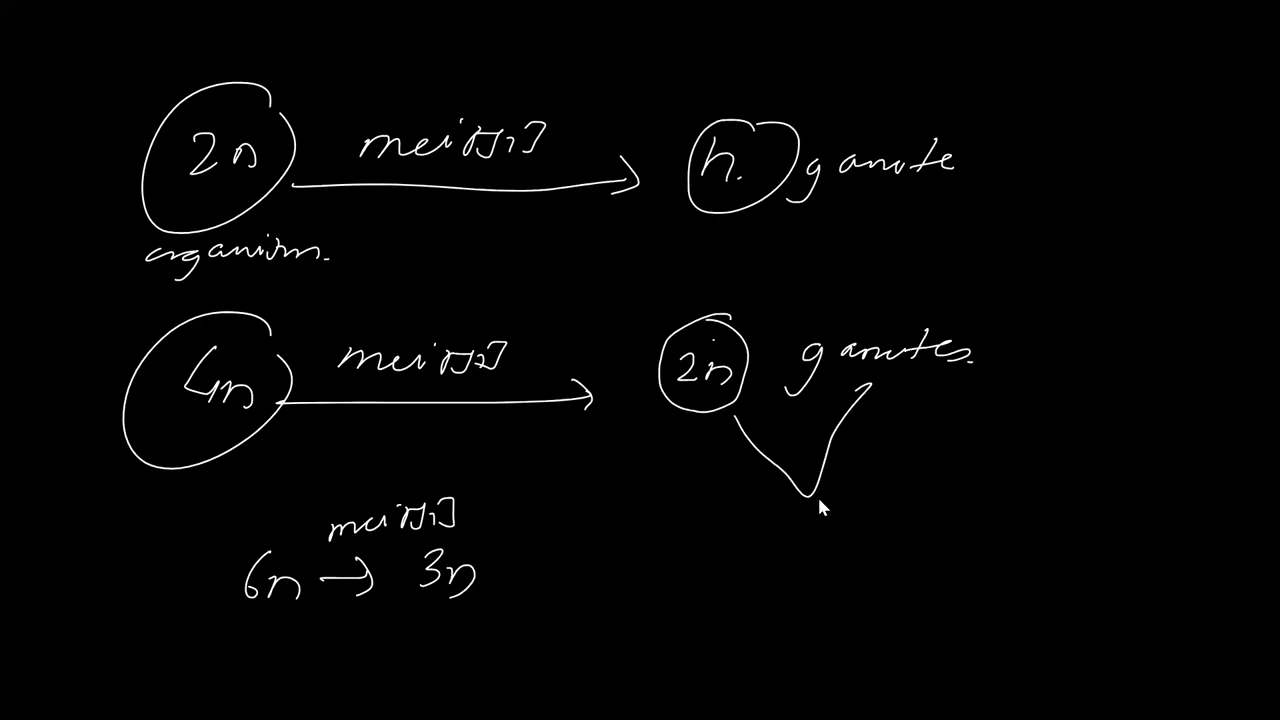 2n meiosis n. gamete
organism.
4n meiosis 2n gametes.
meiosis
6n → 3n